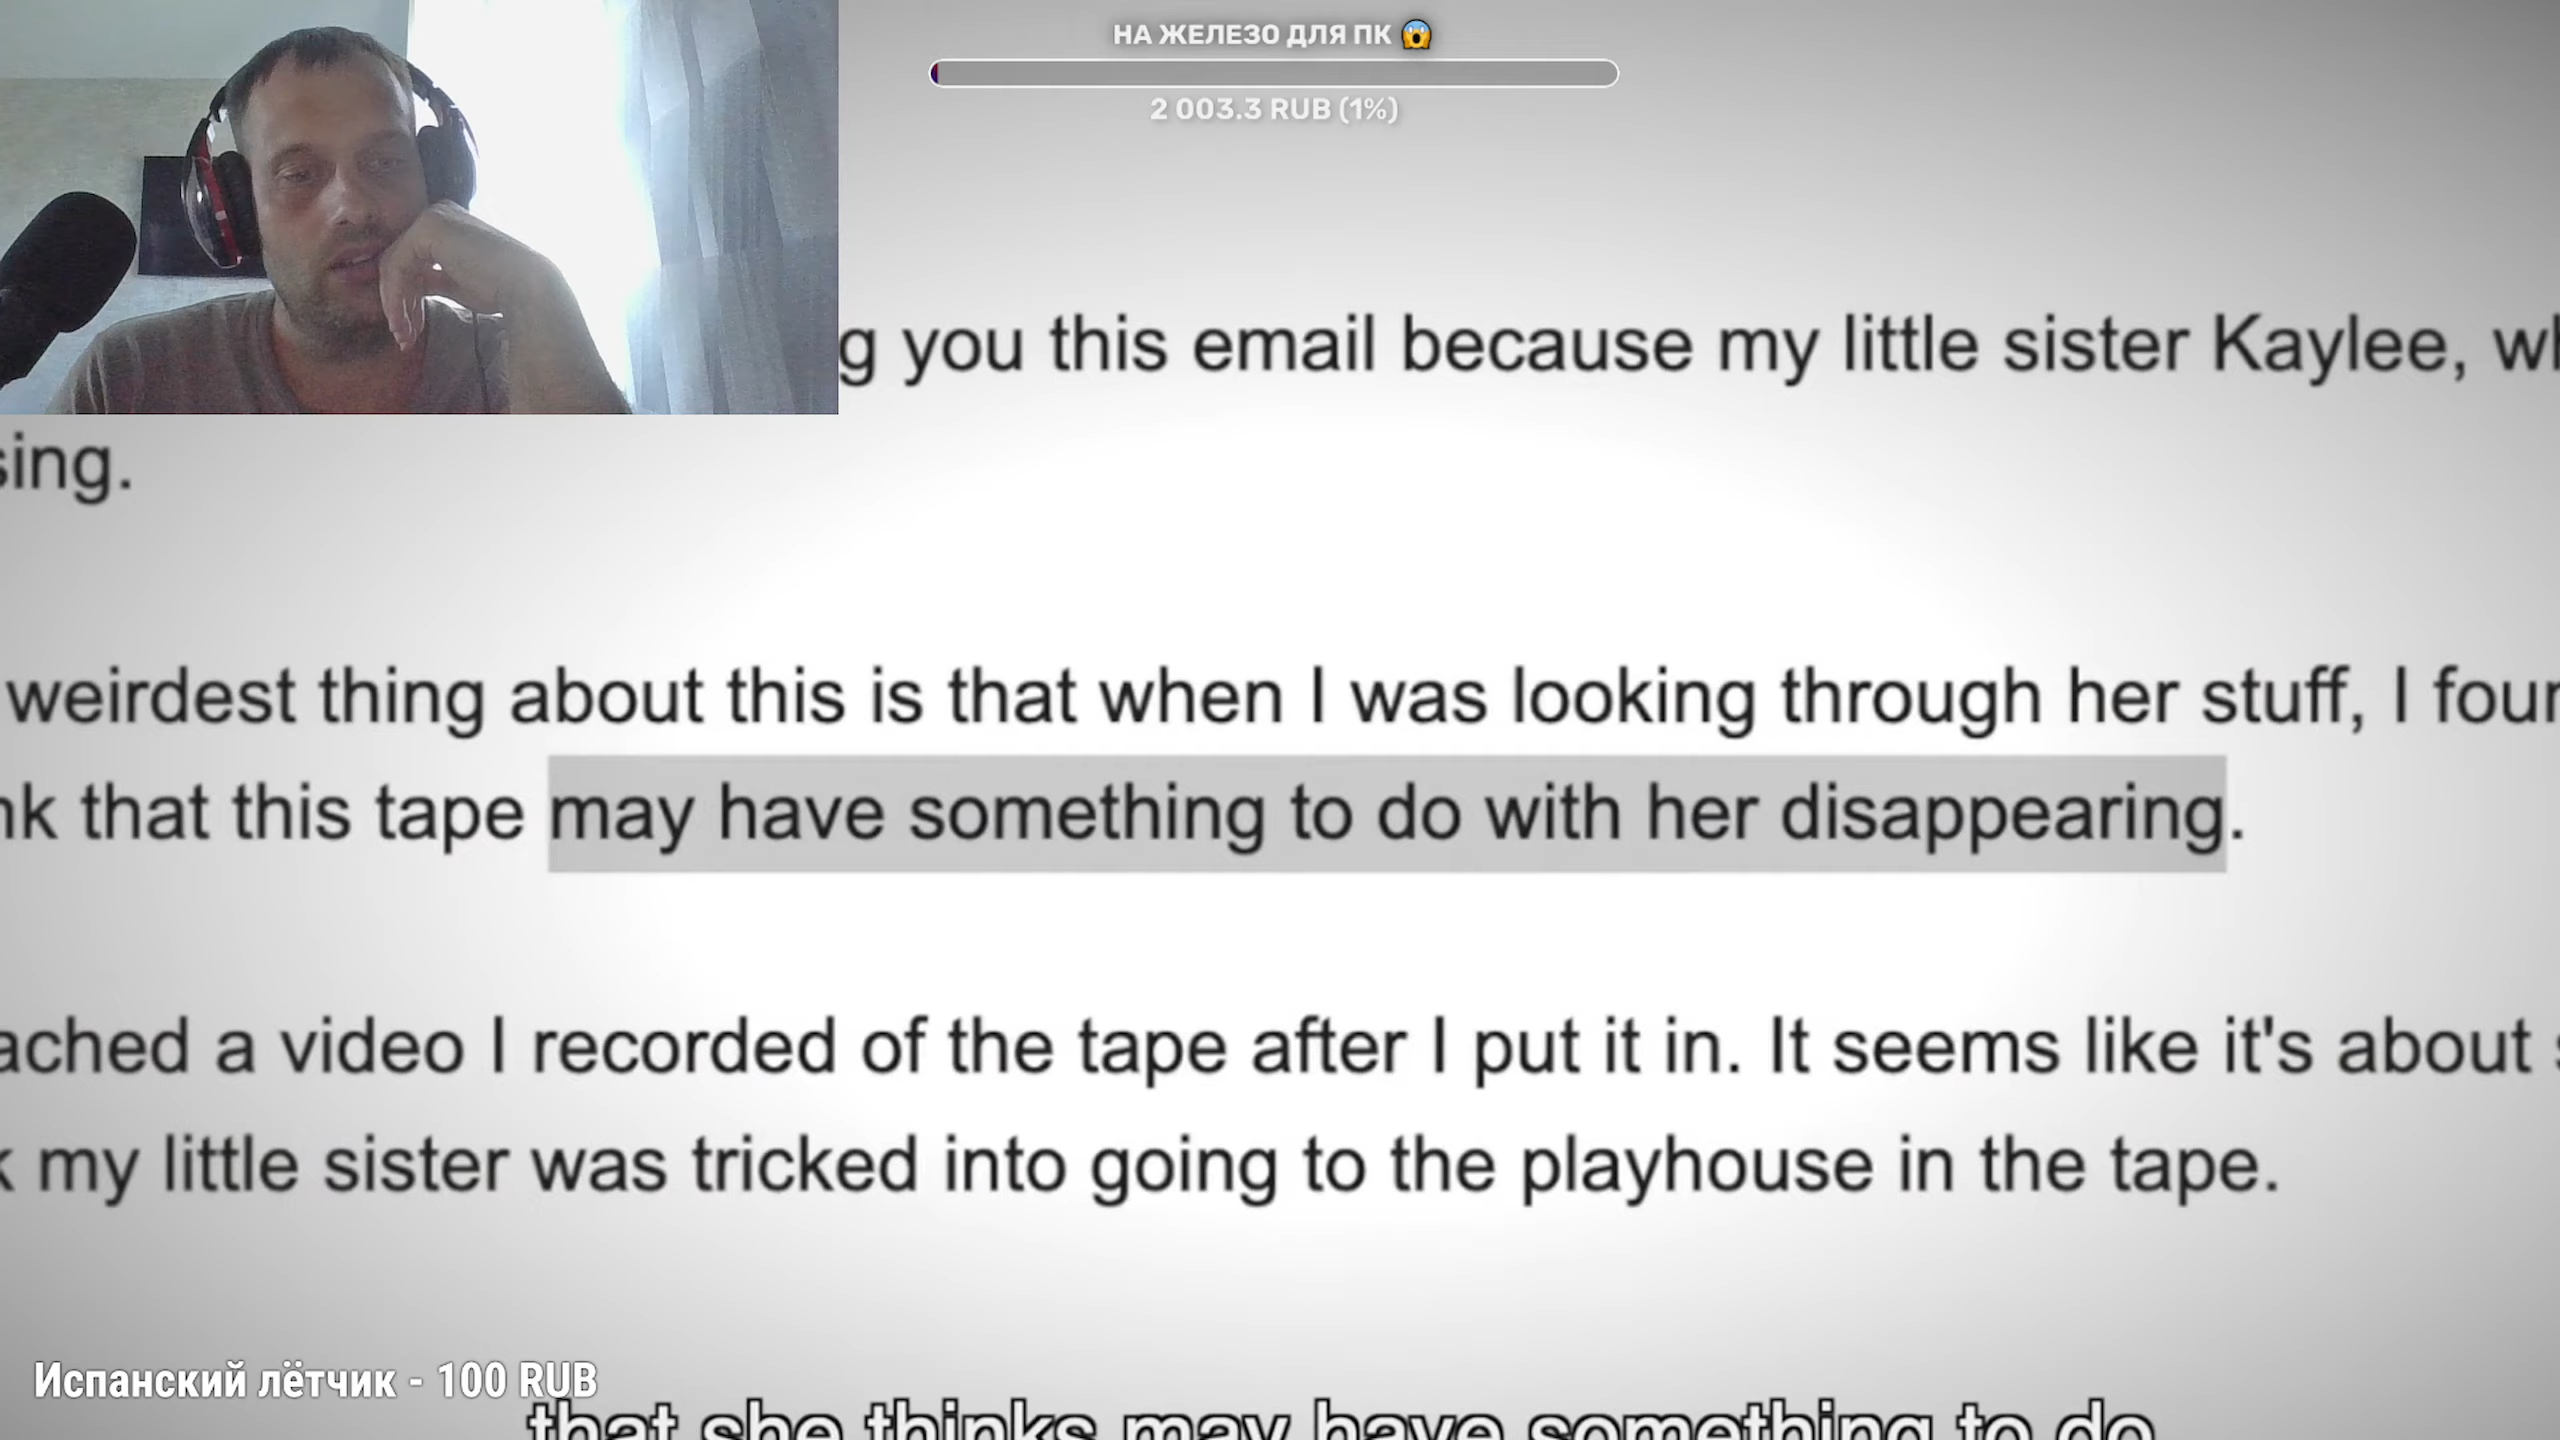 НА ЖЕЛЕЗО ДЛЯ ПК 😱
2 003.3 RUB (1%)
you this email because my little sister Kaylee,
weirdest thing about this is that when I was looking through her stuff, I
that this tape may have something to do with her disappearing.
a video I recorded of the tape after I put it in. It seems like it's about
my little sister was tricked into going to the playhouse in the tape.
Испанский лётчик - 100 RUB
that she thinks may have something to do